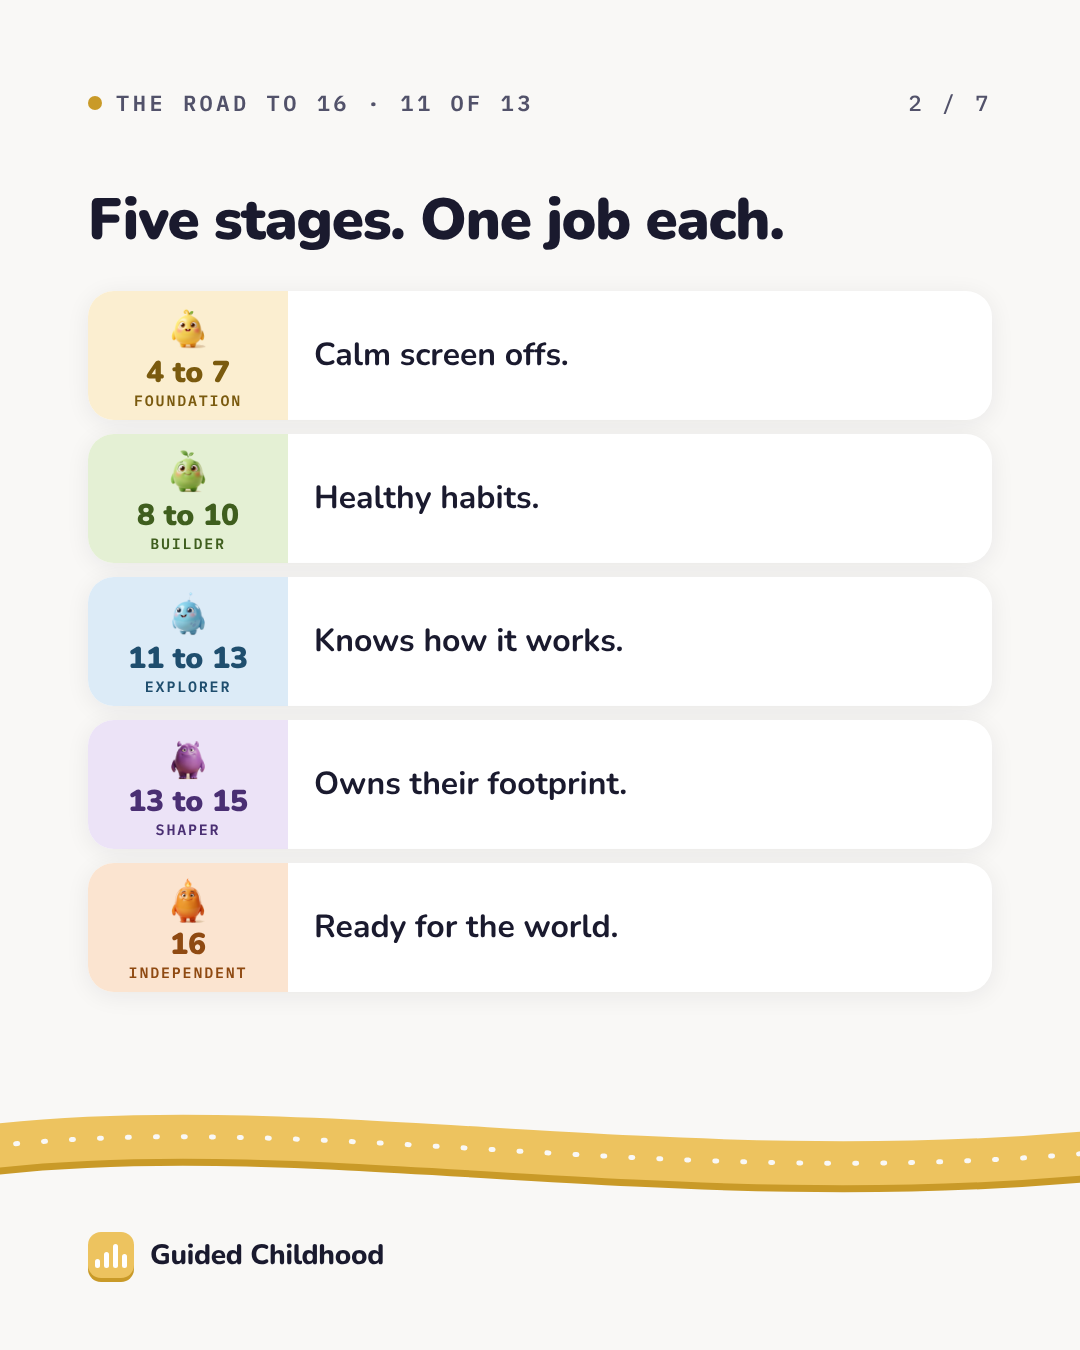 THE ROAD TO 16 · 11 OF 13
2 / 7
Five stages. One job each.
4 to 7
FOUNDATION
Calm screen offs.
8 to 10
BUILDER
Healthy habits.
11 to 13
EXPLORER
Knows how it works.
13 to 15
SHAPER
Owns their footprint.
16
INDEPENDENT
Ready for the world.
Guided Childhood